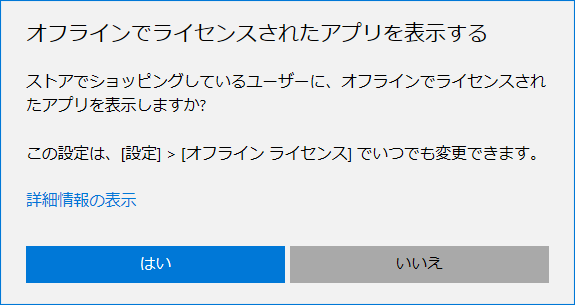 オフラインでライセンスされたアプリを表示する
ストアでショッピングしているユーザーに、オフラインでライセンスされ
たアプリを表示しますか?
この設定は、[設定] > [オフライン ライセンス] でいつでも変更できます。
詳細情報の表示
はい
いいえ